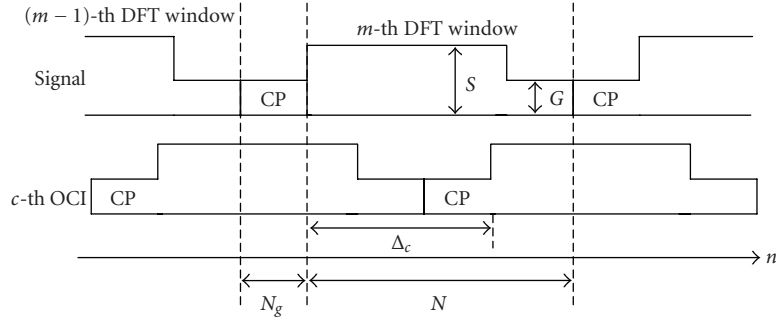 (m − 1)-th DFT window
m-th DFT window
Signal
CP
S
G
CP
c-th OCI
CP
CP
Δc
n
Ng
N